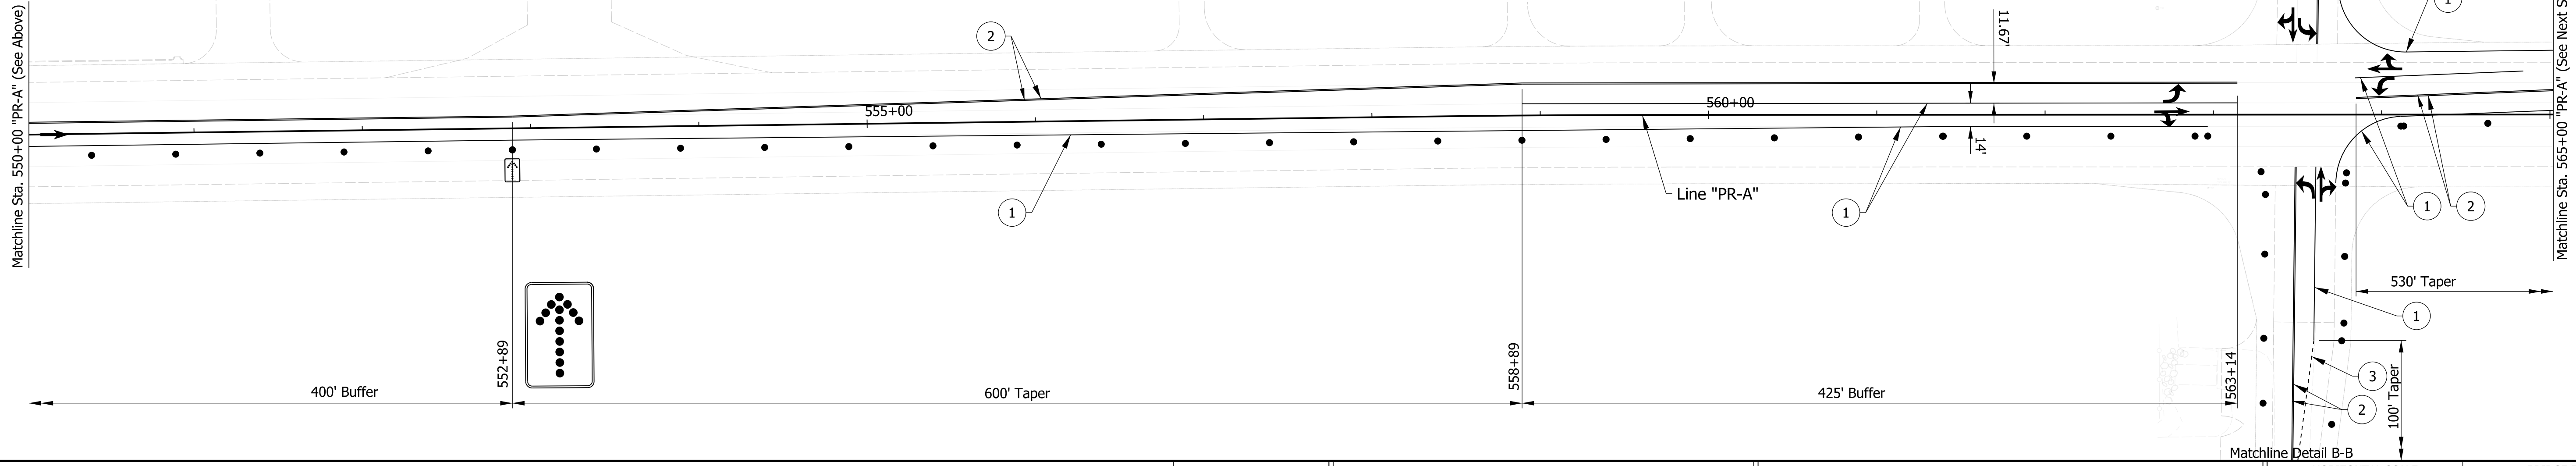 Matchline Sta. 550+00 "PR-A" (See Above)
2
11.67'
1
Matchline Sta. 565+00 "PR-A" (See Next S
555+00
560+00
14'
Line "PR-A"
1
1
1
2
530' Taper
1
552+89
558+89
563+14
3
100' Taper
2
400' Buffer
600' Taper
425' Buffer
Matchline Detail B-B